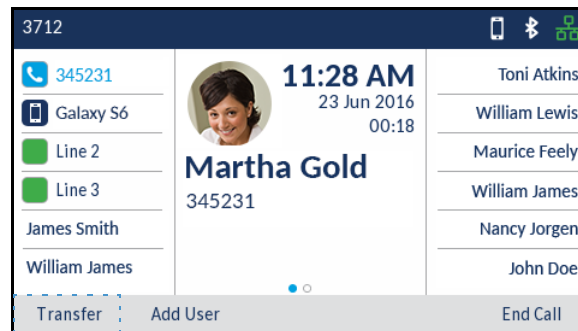 3712
345231
Galaxy S6
Line 2
Line 3
James Smith
William James
11:28 AM
23 Jun 2016
00:18
Martha Gold
345231
Toni Atkins
William Lewis
Maurice Feely
William James
Nancy Jorgen
John Doe
Transfer
Add User
End Call